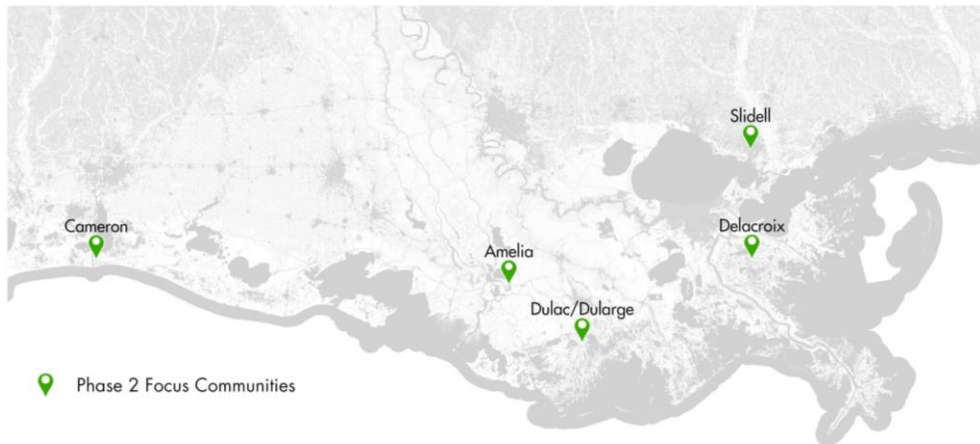 Slidell
Cameron
Delacroix
Amelia
Dulac/Dularge
Phase 2 Focus Communities